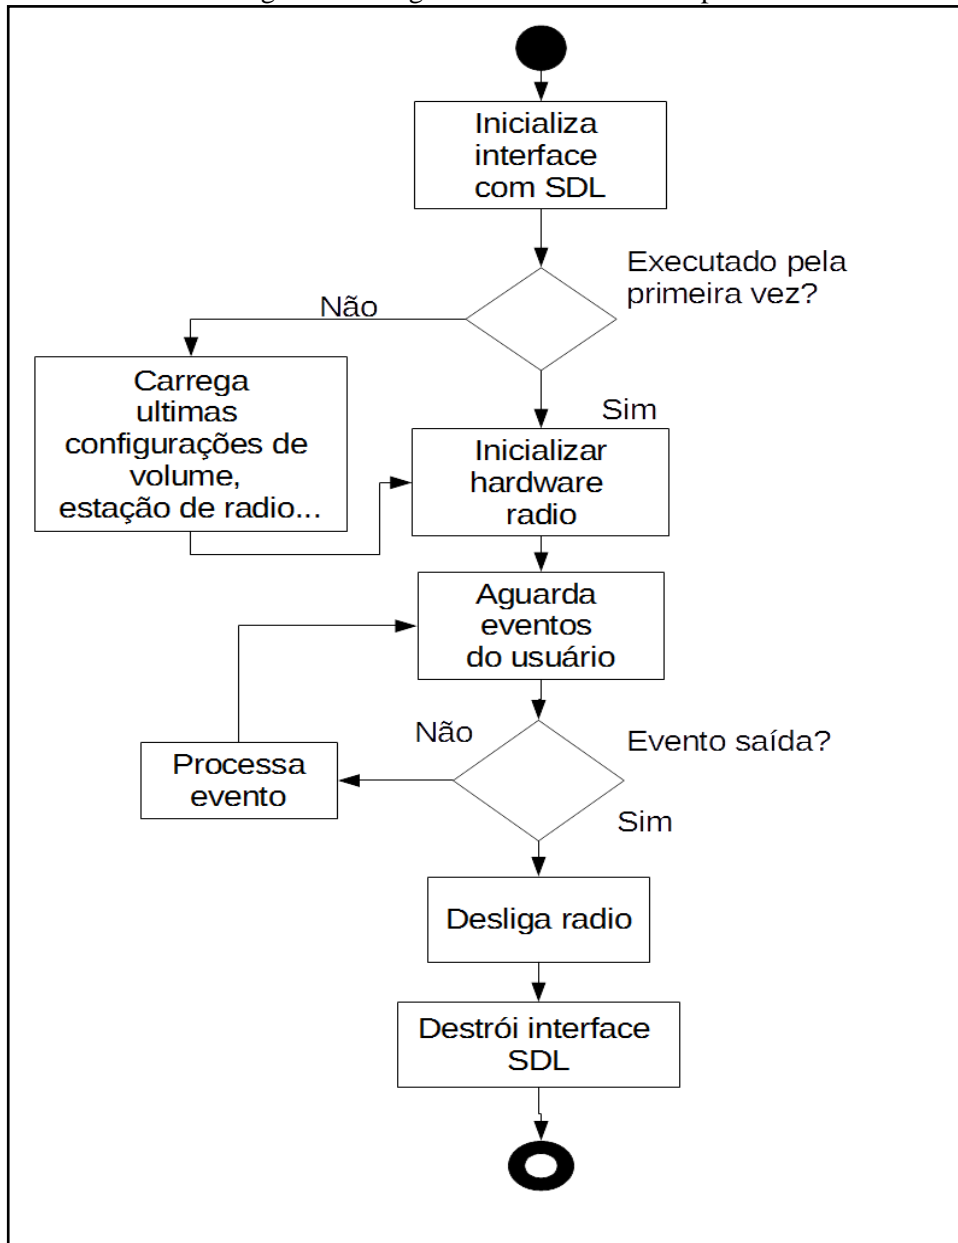 Inicializa
interface
com SDL
Executado pela
primeira vez?
Não
Carrega
ultimas
configurações de
volume,
estação de radio...
Sim
Inicializar
hardware
radio
Aguarda
eventos
do usuário
Não
Evento saída?
Processa
evento
Sim
Desliga radio
Destrói interface
SDL